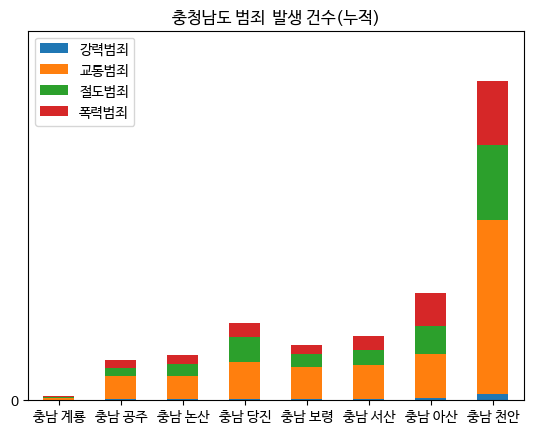 충청남도 범죄 발생 건수(누적)
강력범죄
교통범죄
절도범죄
폭력범죄
0
충남 계룡 충남 공주 충남 논산 충남 당진 충남 보령 충남 서산 충남 아산 충남 천안